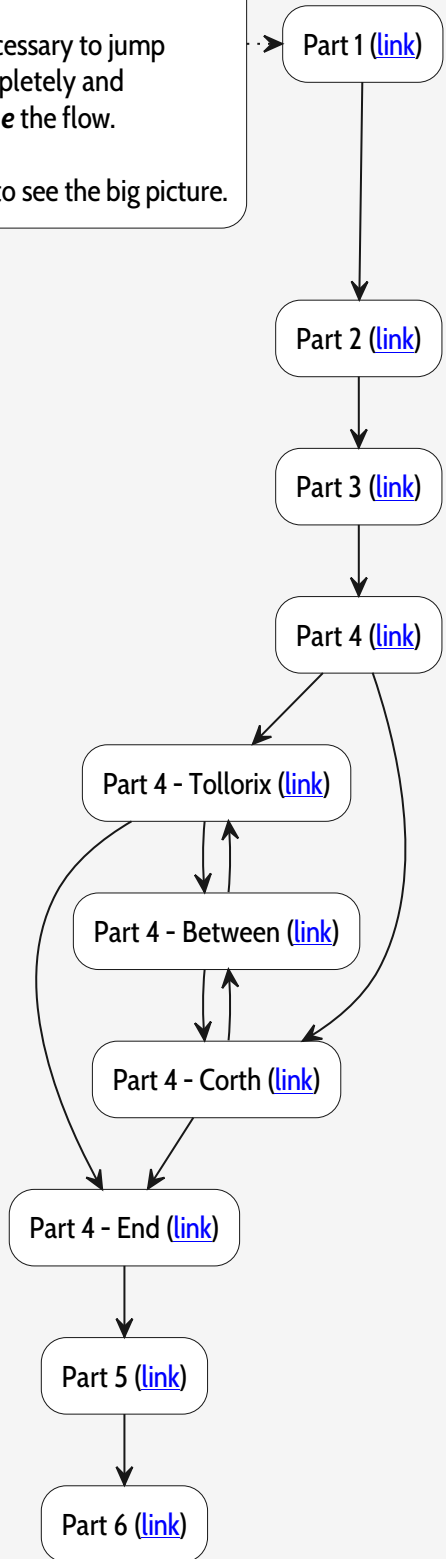 to jump
and
the flow.
to see the big picture.
Part 1 (link)
Part 2 (link)
Part 3 (link)
Part 4 (link)
Part 4 - Tollorix (link)
Part 4 - Between (link)
Part 4 - Corth (link)
Part 4 - End (link)
Part 5 (link)
Part 6 (link)